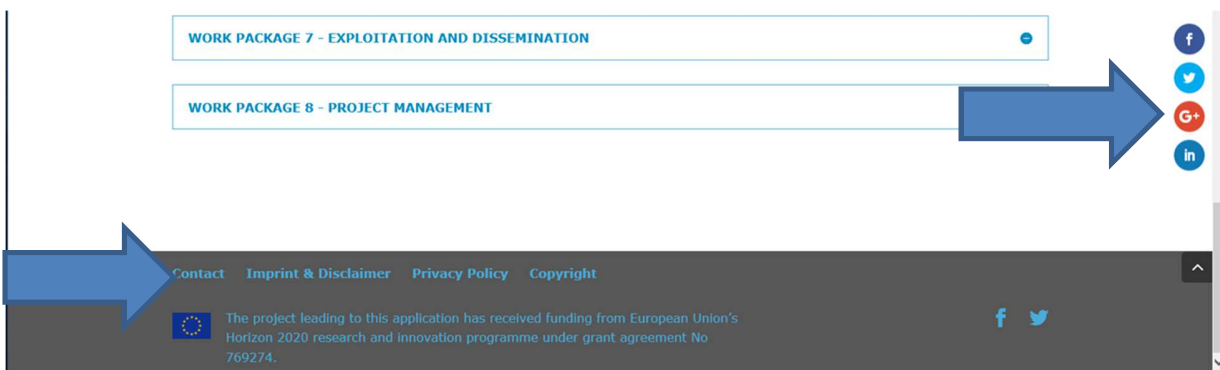 WORK PACKAGE 7 - EXPLOITATION AND DISSEMINATION
WORK PACKAGE 8 - PROJECT MANAGEMENT
f
G+
in
Contact Imprint & Disclaimer Privacy Policy Copyright
The project leading to this application has received funding from European Union's
Horizon 2020 research and innovation programme under grant agreement No
769274.
f